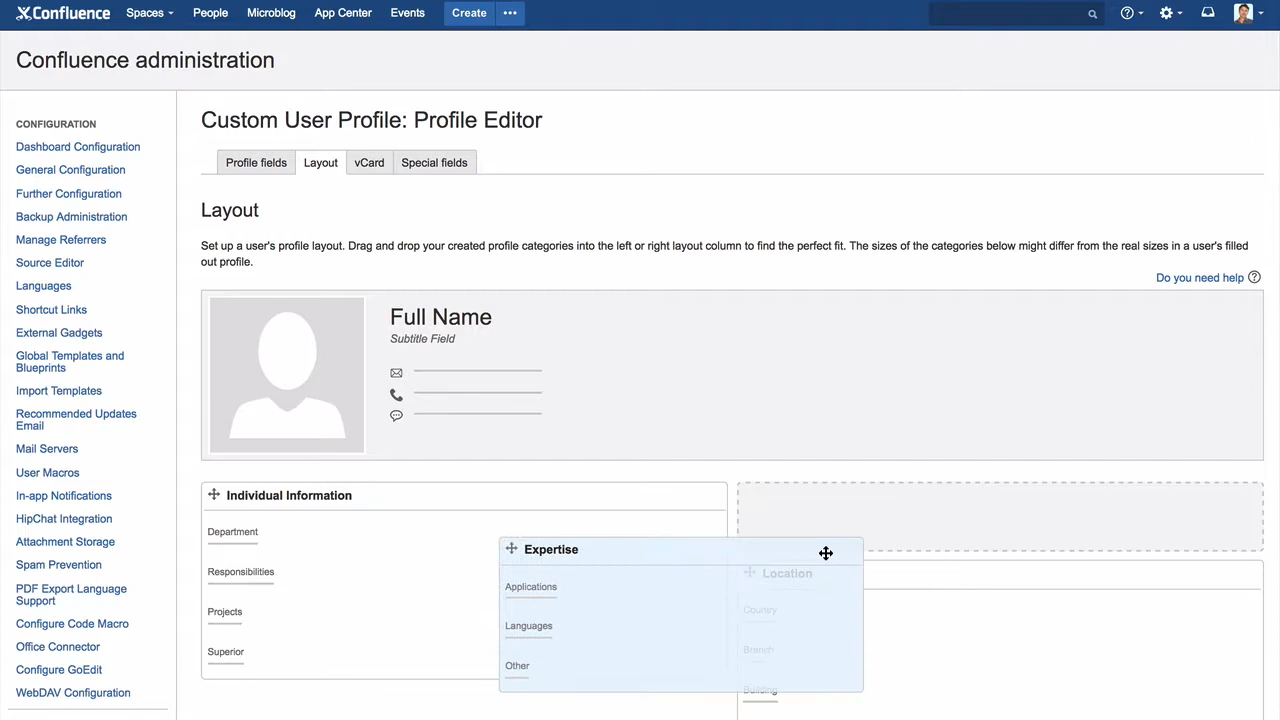 Confluence
Spaces
People
Microblog
App Center
Events
Create
Confluence administration
CONFIGURATION
Dashboard Configuration
General Configuration
Further Configuration
Backup Administration
Manage Referrers
Source Editor
Languages
Shortcut Links
External Gadgets
Global Templates and
Blueprints
Import Templates
Recommended Updates
Email
Mail Servers
User Macros
In-app Notifications
HipChat Integration
Attachment Storage
Spam Prevention
PDF Export Language
Support
Configure Code Macro
Office Connector
Configure GoEdit
WebDAV Configuration
Custom User Profile: Profile Editor
Profile fields
Layout
vCard
Special fields
Layout
Set up a user's profile layout. Drag and drop your created profile categories into the left or right layout column to find the perfect fit. The sizes of the categories below might differ from the real sizes in a user's filled
out profile.
Do you need help
Full Name
Subtitle Field
Individual Information
Department
Responsibilities
Projects
Superior
Expertise
Applications
Languages
Other
Location
Country
Branch
Building